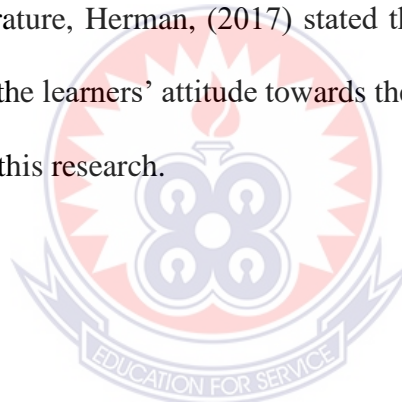 rature, Herman, (2017) stated th
the learners’ attitude towards the
this research.
EDUCATION FOR SERVICE